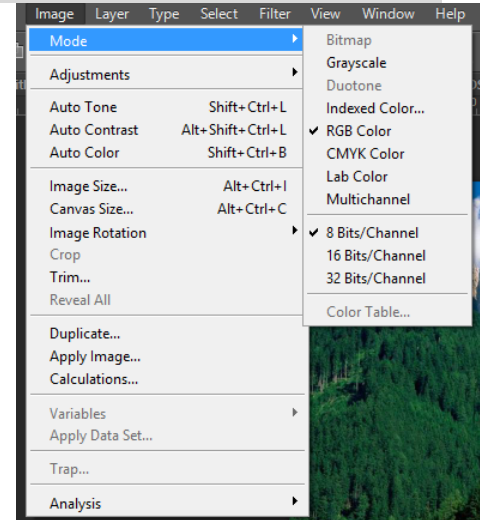 Image Layer Type Select Filter View Window Help
Mode
Adjustments
Auto Tone Shift+Ctrl+L
Auto Contrast Alt+Shift+Ctrl+L
Auto Color Shift+Ctrl+B
Image Size... Alt+Ctrl+I
Canvas Size... Alt+Ctrl+C
Image Rotation
Crop
Trim...
Reveal All
Duplicate...
Apply Image...
Calculations...
Variables
Apply Data Set...
Trap...
Analysis
Bitmap
Grayscale
Duotone
Indexed Color...
RGB Color
CMYK Color
Lab Color
Multichannel
8 Bits/Channel
16 Bits/Channel
32 Bits/Channel
Color Table...